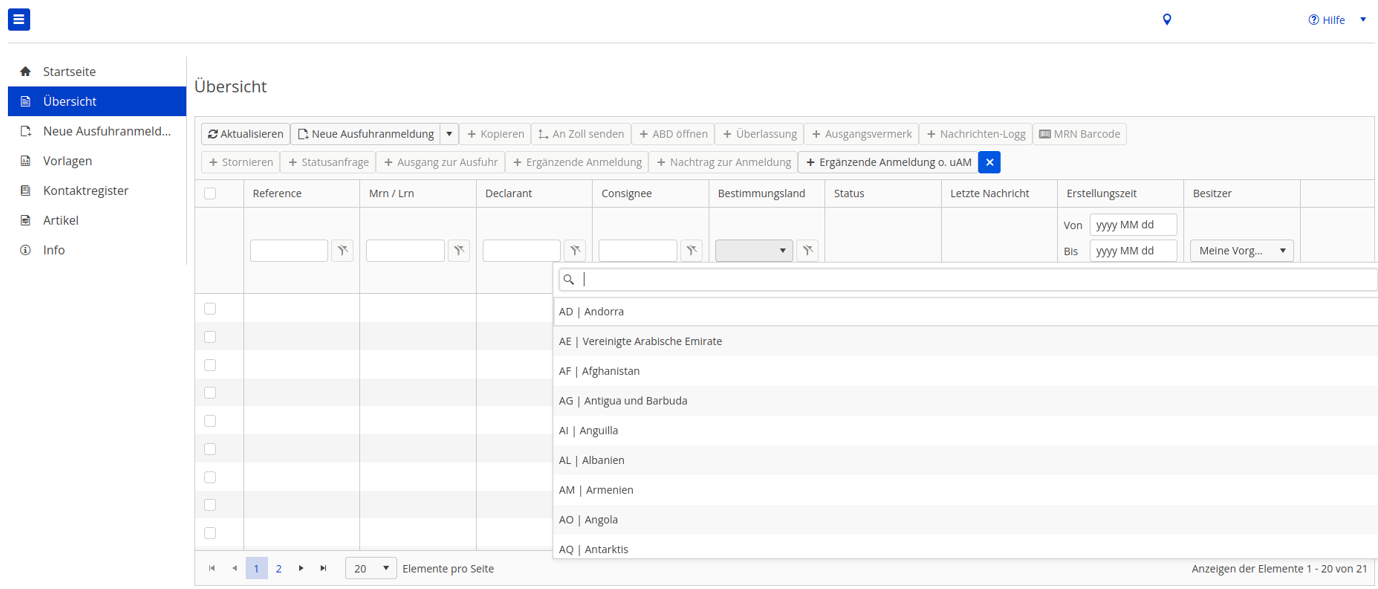 Hilfe
Startseite
Übersicht
Neue Ausfuhranmeld...
Vorlagen
Kontaktregister
Artikel
Info
Übersicht
Aktualisieren Neue Ausfuhranmeldung + Kopieren An Zoll senden + ABD öffnen + Überlassung + Ausgangsvermerk + Nachrichten-Logg MRN Barcode
+ Stornieren + Statusanfrage + Ausgang zur Ausfuhr + Ergänzende Anmeldung + Nachtrag zur Anmeldung + Ergänzende Anmeldung o. uAM
Reference Mrn / Lrn Declarant Consignee Bestimmungsland Status Letzte Nachricht Erstellungszeit Besitzer
Von yyyy MM dd
Bis yyyy MM dd Meine Vorg...
AD | Andorra
AE | Vereinigte Arabische Emirate
AF | Afghanistan
AG | Antigua und Barbuda
AI | Anguilla
AL | Albanien
AM | Armenien
AO | Angola
AQ | Antarktis
1 2 20 Elemente pro Seite Anzeigen der Elemente 1 - 20 von 21